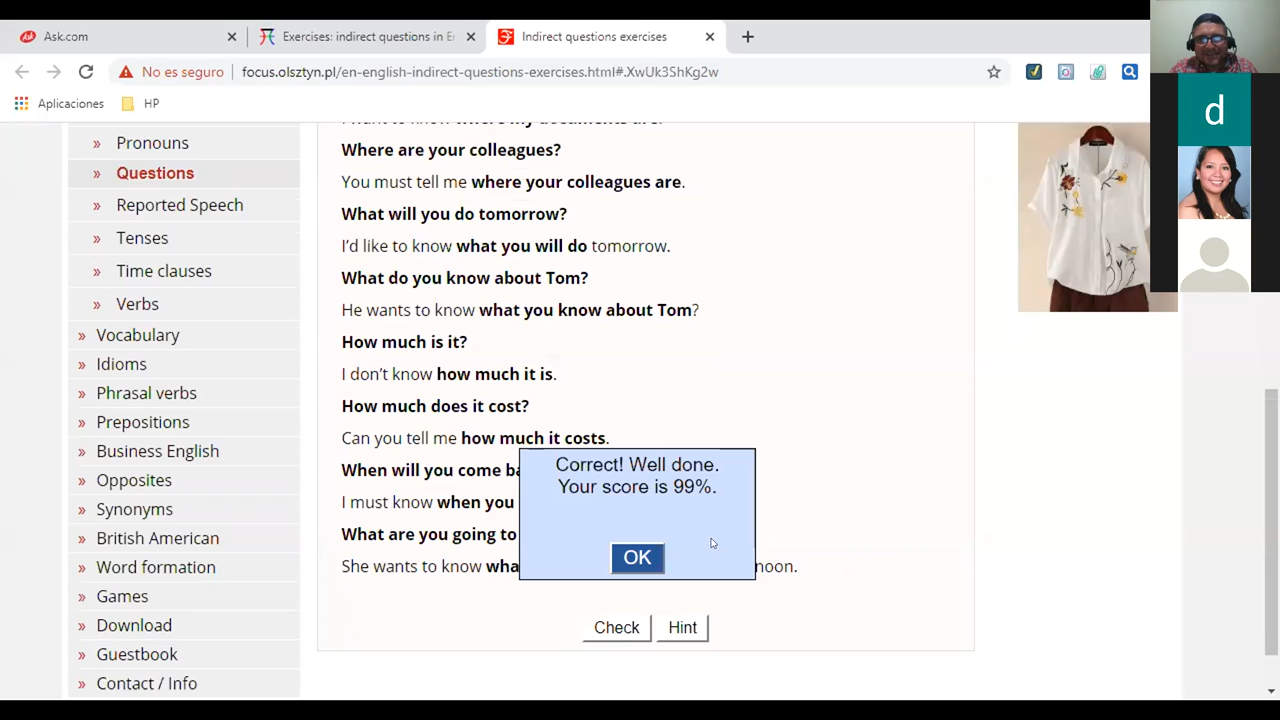 Ask.com
Exercises: indirect questions in E
Indirect questions exercises
No es seguro
focus.olsztyn.pl/en-english-indirect-questions-exercises.html#.XwUk3ShKg2w
Aplicaciones
HP
Pronouns
Questions
Reported Speech
Tenses
Time clauses
Verbs
Vocabulary
Idioms
Phrasal verbs
Prepositions
Business English
Opposites
Synonyms
British American
Word formation
Games
Download
Guestbook
Contact / Info
Where are your colleagues?
You must tell me where your colleagues are.
What will you do tomorrow?
I'd like to know what you will do tomorrow.
What do you know about Tom?
He wants to know what you know about Tom?
How much is it?
I don't know how much it is.
How much does it cost?
Can you tell me how much it costs.
When will you come ba
I must know when you
What are you going to
She wants to know wha noon.
Correct! Well done.
Your score is 99%.
OK
Check
Hint
d